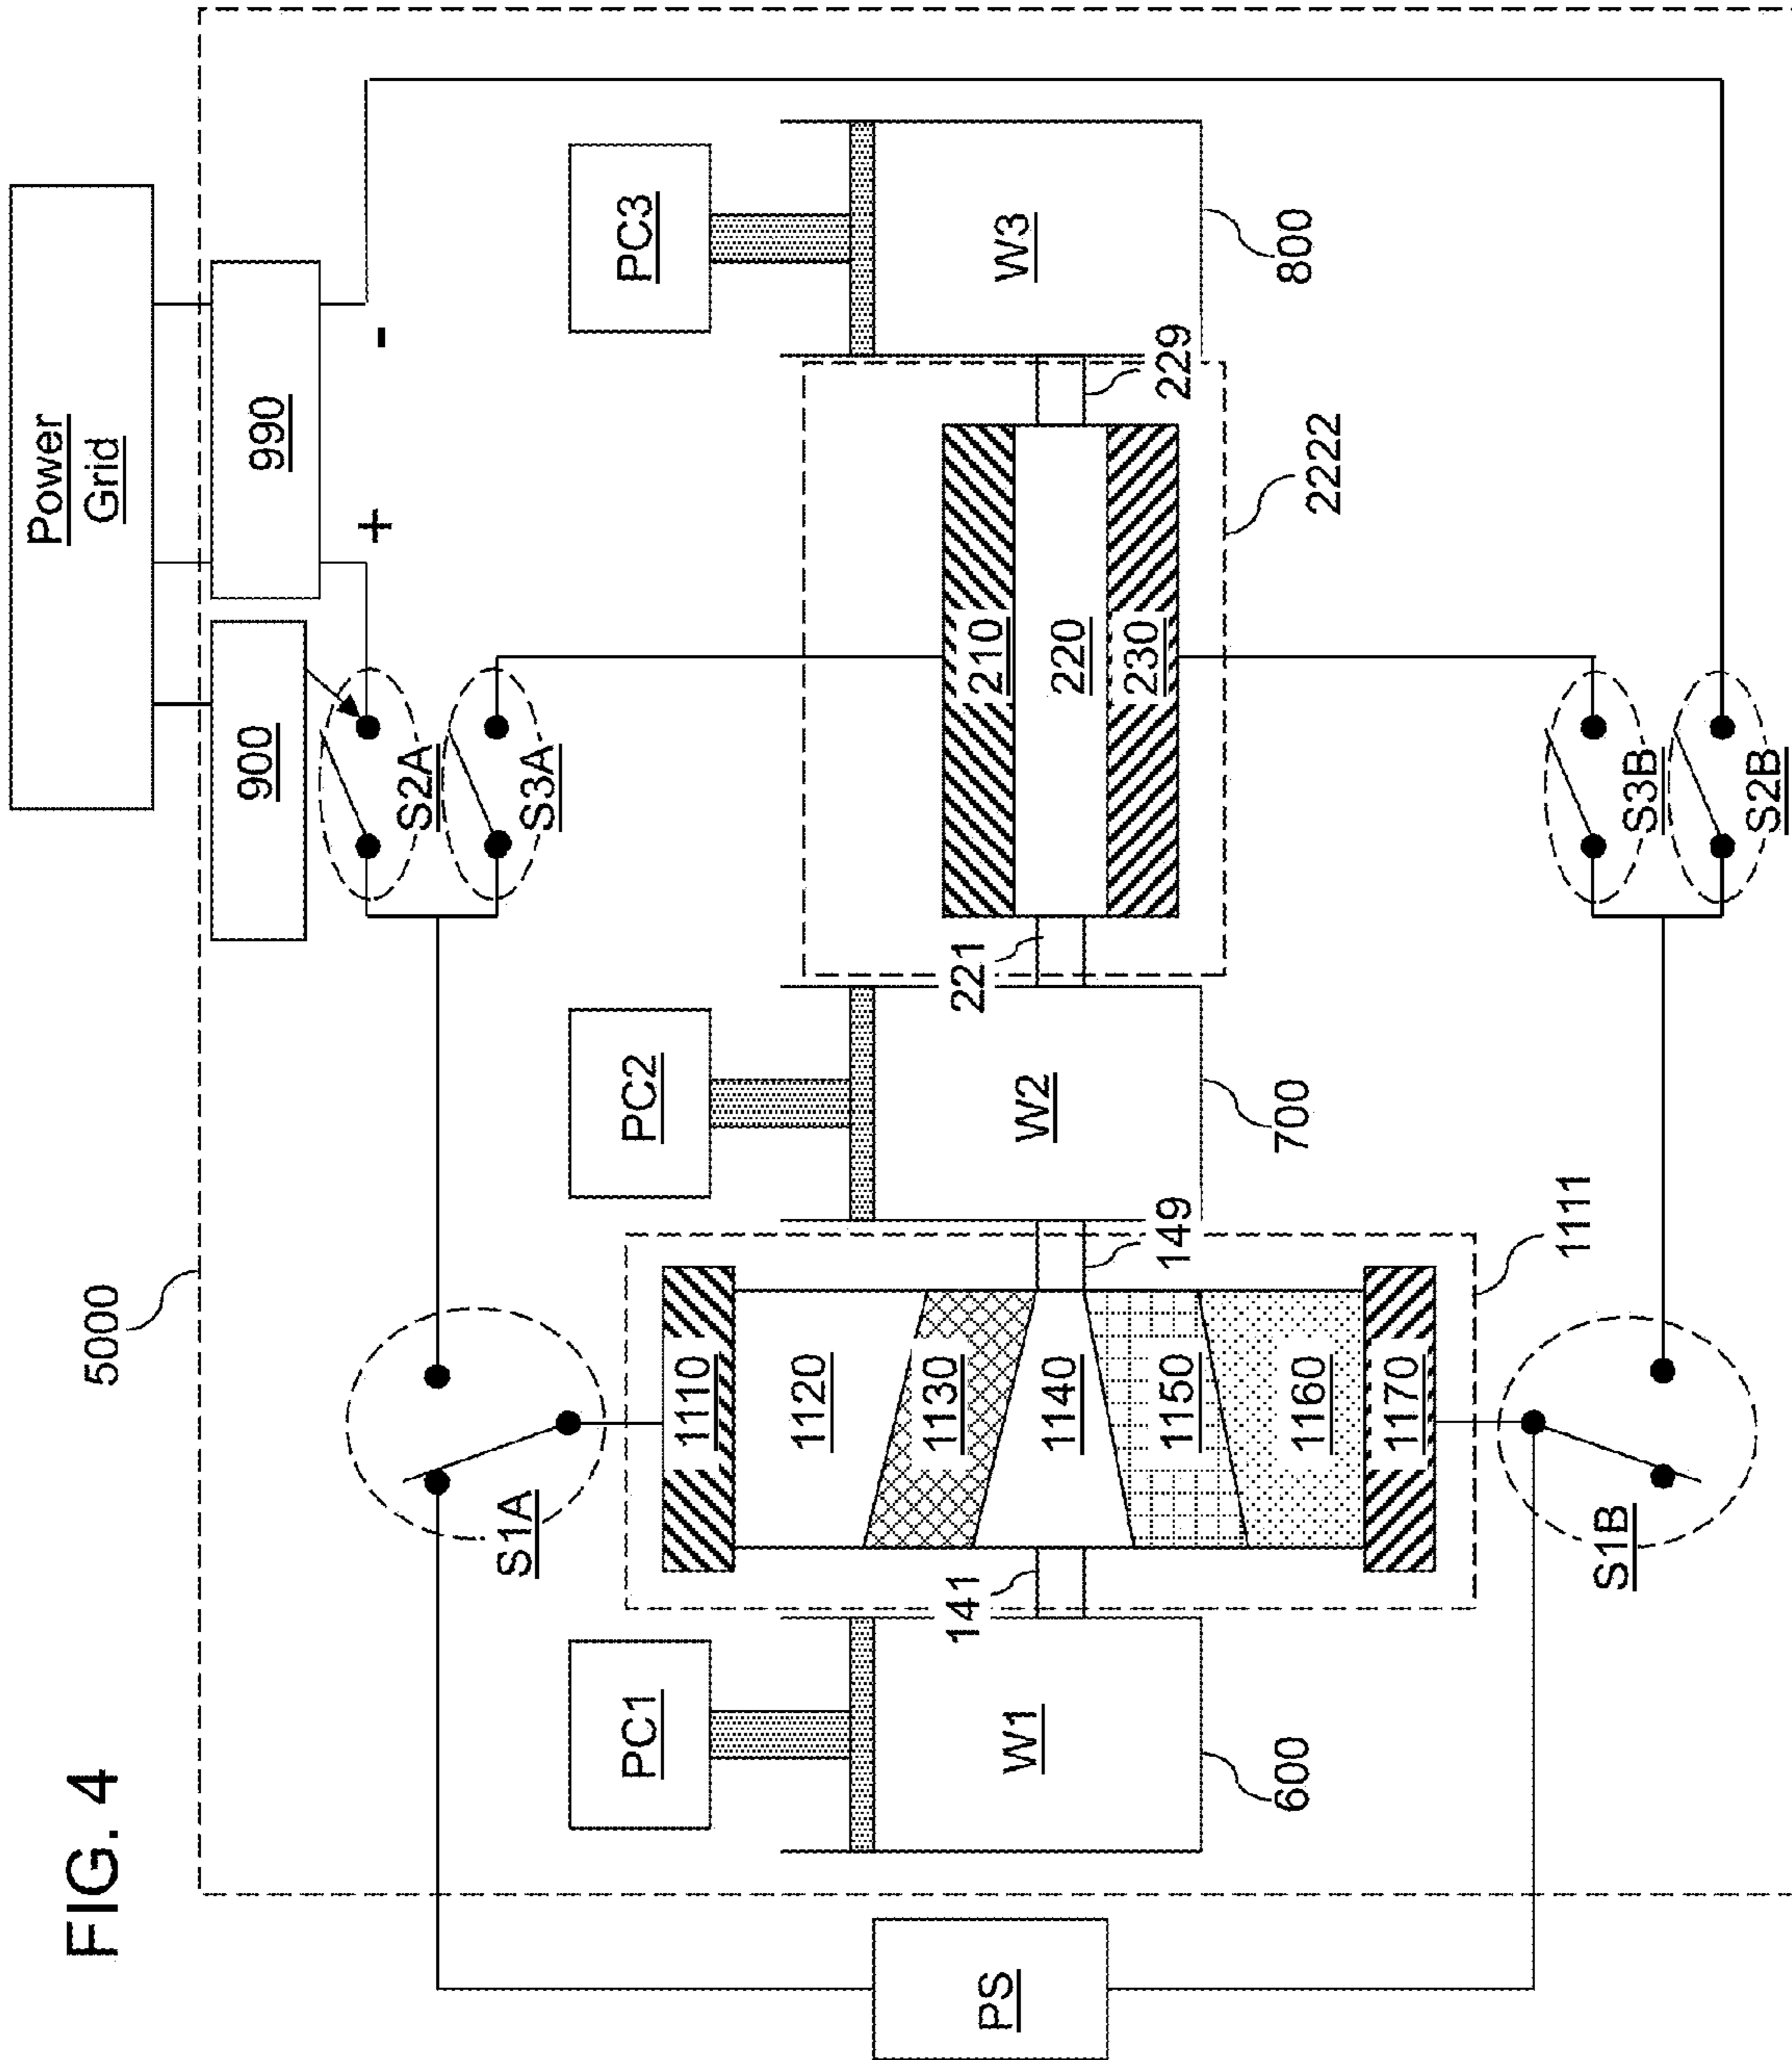 FIG. 4
5000
Power
Grid
900
990
+
-
S2A
S3A
S1A
PS
PC1
W1
600
141
1110
1120
1130
1140
1150
1160
1170
149
1111
PC2
W2
700
221
210
220
230
229
2222
PC3
W3
800
S1B
S3B
S2B